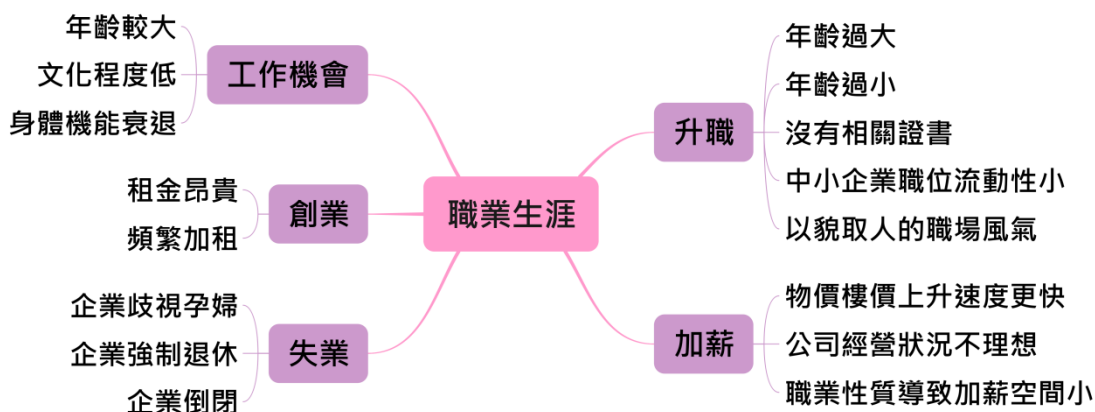 職業生涯
工作機會
年齡較大
文化程度低
身體機能衰退
創業
租金昂貴
頻繁加租
失業
企業歧視孕婦
企業強制退休
企業倒閉
升職
年齡過大
年齡過小
沒有相關證書
中小企業職位流動性小
以貌取人的職場風氣
加薪
物價樓價上升速度更快
公司經營狀況不理想
職業性質導致加薪空間小